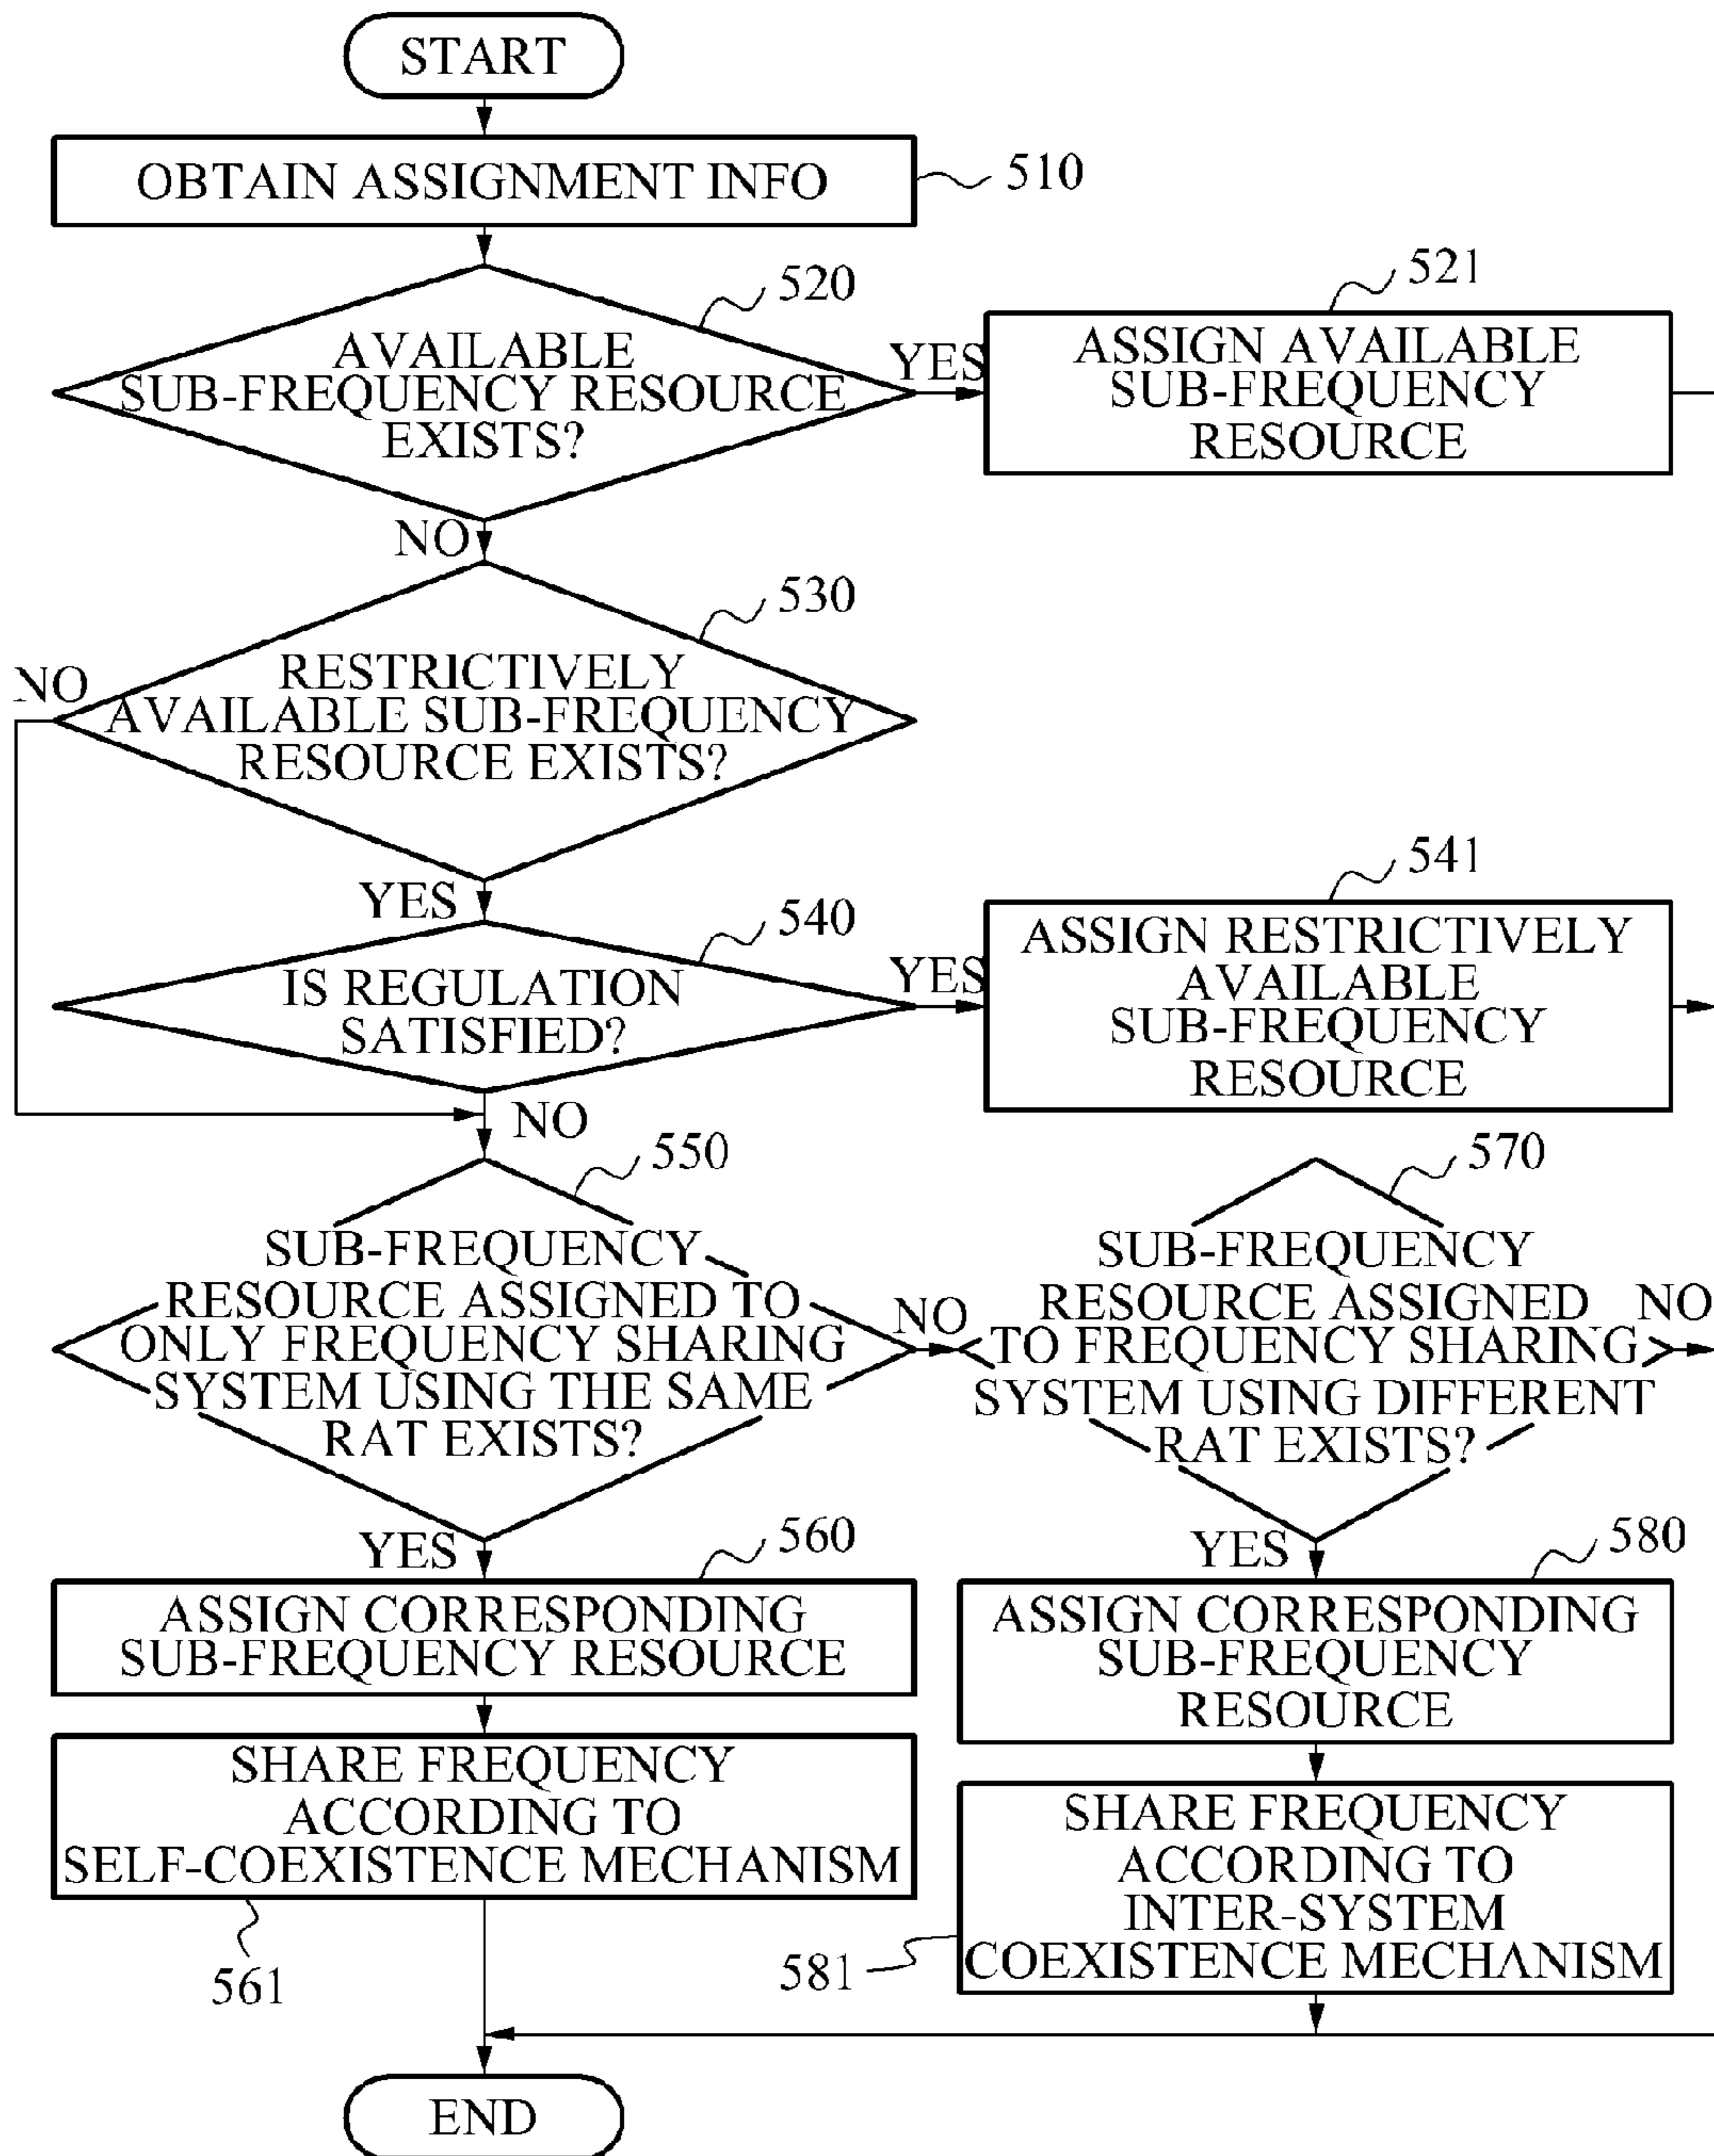 START
OBTAIN ASSIGNMENT INFO
510
520
AVAILABLE
SUB-FREQUENCY RESOURCE
EXISTS?
YES
521
ASSIGN AVAILABLE
SUB-FREQUENCY
RESOURCE
NO
530
NO
RESTRICTIVELY
AVAILABLE SUB-FREQUENCY
RESOURCE EXISTS?
YES
540
IS REGULATION
SATISFIED?
YES
541
ASSIGN RESTRICTIVELY
AVAILABLE
SUB-FREQUENCY
RESOURCE
NO
550
SUB-FREQUENCY
RESOURCE ASSIGNED TO
ONLY FREQUENCY SHARING
SYSTEM USING THE SAME
RAT EXISTS?
NO
570
SUB-FREQUENCY
RESOURCE ASSIGNED
TO FREQUENCY SHARING
SYSTEM USING DIFFERENT
RAT EXISTS?
NO
YES
560
ASSIGN CORRESPONDING
SUB-FREQUENCY RESOURCE
SHARE FREQUENCY
ACCORDING TO
SELF-COEXISTENCE MECHANISM
561
YES
580
ASSIGN CORRESPONDING
SUB-FREQUENCY
RESOURCE
SHARE FREQUENCY
ACCORDING TO
INTER-SYSTEM
COEXISTENCE MECHANISM
581
END